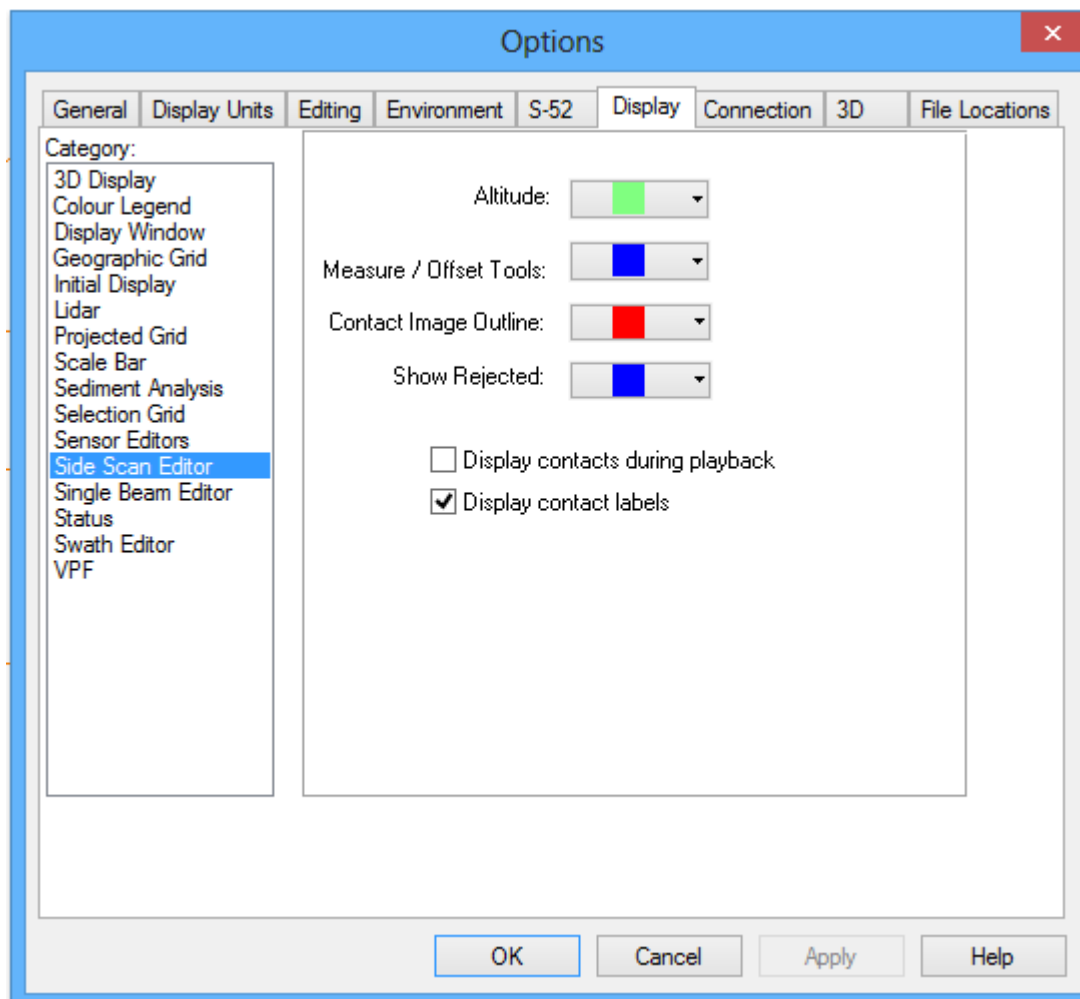 Options
General Display Units Editing Environment S-52 Display Connection 3D File Locations
Category:
3D Display
Colour Legend
Display Window
Geographic Grid
Initial Display
Lidar
Projected Grid
Scale Bar
Sediment Analysis
Selection Grid
Sensor Editors
Side Scan Editor
Single Beam Editor
Status
Swath Editor
VPF
Altitude:
Measure / Offset Tools:
Contact Image Outline:
Show Rejected:
Display contacts during playback
Display contact labels
OK Cancel Apply Help